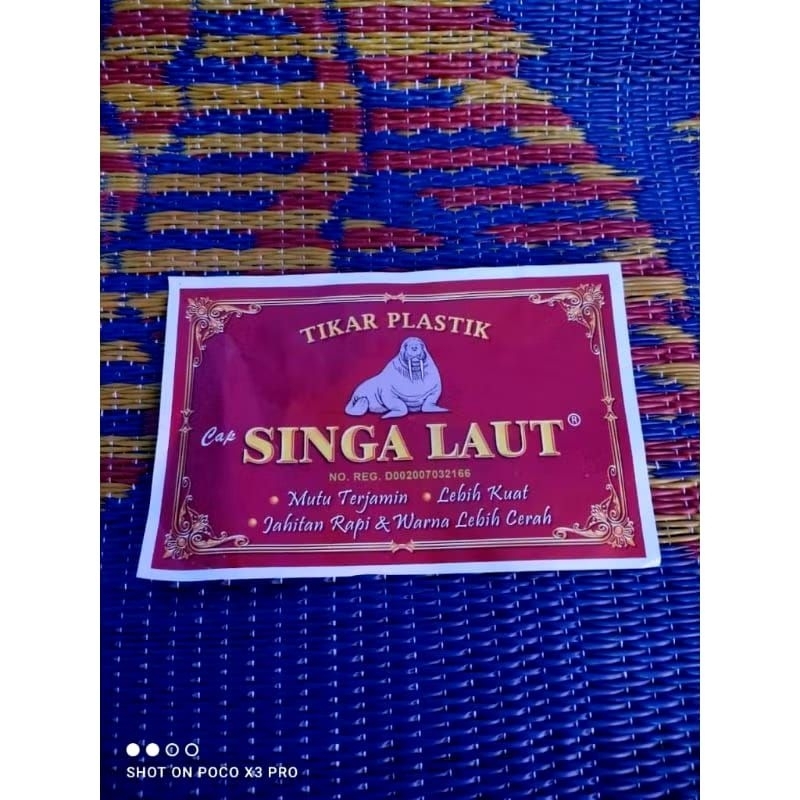 TIKAR PLASTIK
Cap SINGA LAUT ®
NO. REG. D002007032166
• Mutu Terjamin • Lebih Kuat
• Jahitan Rapi & Warna Lebih Cerah
SHOT ON POCO X3 PRO